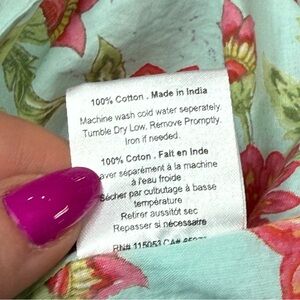 100% Cotton . Made in India
Machine wash cold water seperately.
Tumble Dry Low, Remove Promptly.
Iron if needed.
100% Coton . Fait en Inde
aver séparément à la machine
à l'eau froide
Sécher par culbutage à basse
température
Retirer aussitôt sec
Repasser si nécessaire
RN# 115053 CA#